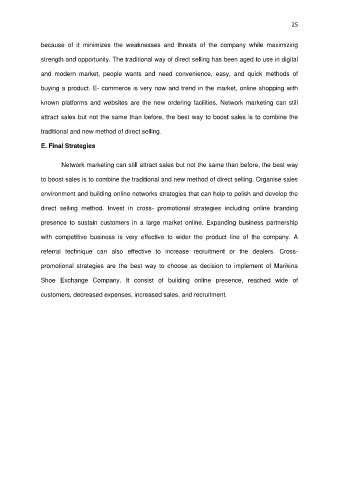 25
because of it minimizes the weaknesses and threats of the company while maximizing
strength and opportunity. The traditional way of direct selling has been aged to use in digital
and modern market, people wants and need convenience, easy, and quick methods of
buying a product. E- commerce is very now and trend in the market, online shopping with
known platforms and websites are the new ordering facilities. Network marketing can still
attract sales but not the same than before, the best way to boost sales is to combine the
traditional and new method of direct selling.
E. Final Strategies
Network marketing can still attract sales but not the same than before, the best way
to boost sales is to combine the traditional and new method of direct selling. Organise sales
environment and building online networks strategies that can help to polish and develop the
direct selling method. Invest in cross- promotional strategies including online branding
presence to sustain customers in a large market online. Expanding business partnership
with competitive business is very effective to wider the product line of the company. A
referral technique can also effective to increase recruitment or the dealers. Cross-
promotional strategies are the best way to choose as decision to implement of Marikina
Shoe Exchange Company. It consist of building online presence, reached wide of
customers, decreased expenses, increased sales, and recruitment.